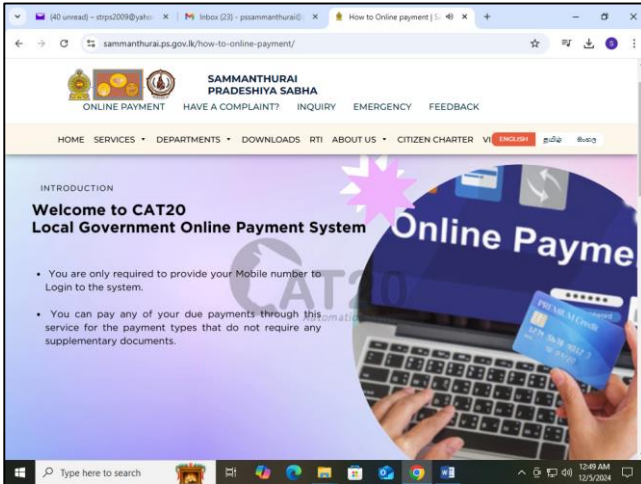 (40 unread) – strps2009@yaho
Inbox (23) - pssammanthurai@
How to Online payment | S
sammanthurai.ps.gov.lk/how-to-online-payment/
SAMMANTHURAI
PRADESHIYA SABHA
ONLINE PAYMENT HAVE A COMPLAINT? INQUIRY EMERGENCY FEEDBACK
HOME SERVICES DEPARTMENTS DOWNLOADS RTI ABOUT US CITIZEN CHARTER VI ENGLISH தமிழ் සිංහල
INTRODUCTION
Welcome to CAT20
Local Government Online Payment System
• You are only required to provide your Mobile number to
Login to the system.
• You can pay any of your due payments through this
service for the payment types that do not require any
supplementary documents.
CAT20
Online Payme
PREMIUM Credit
Type here to search
12:49 AM
12/5/2024